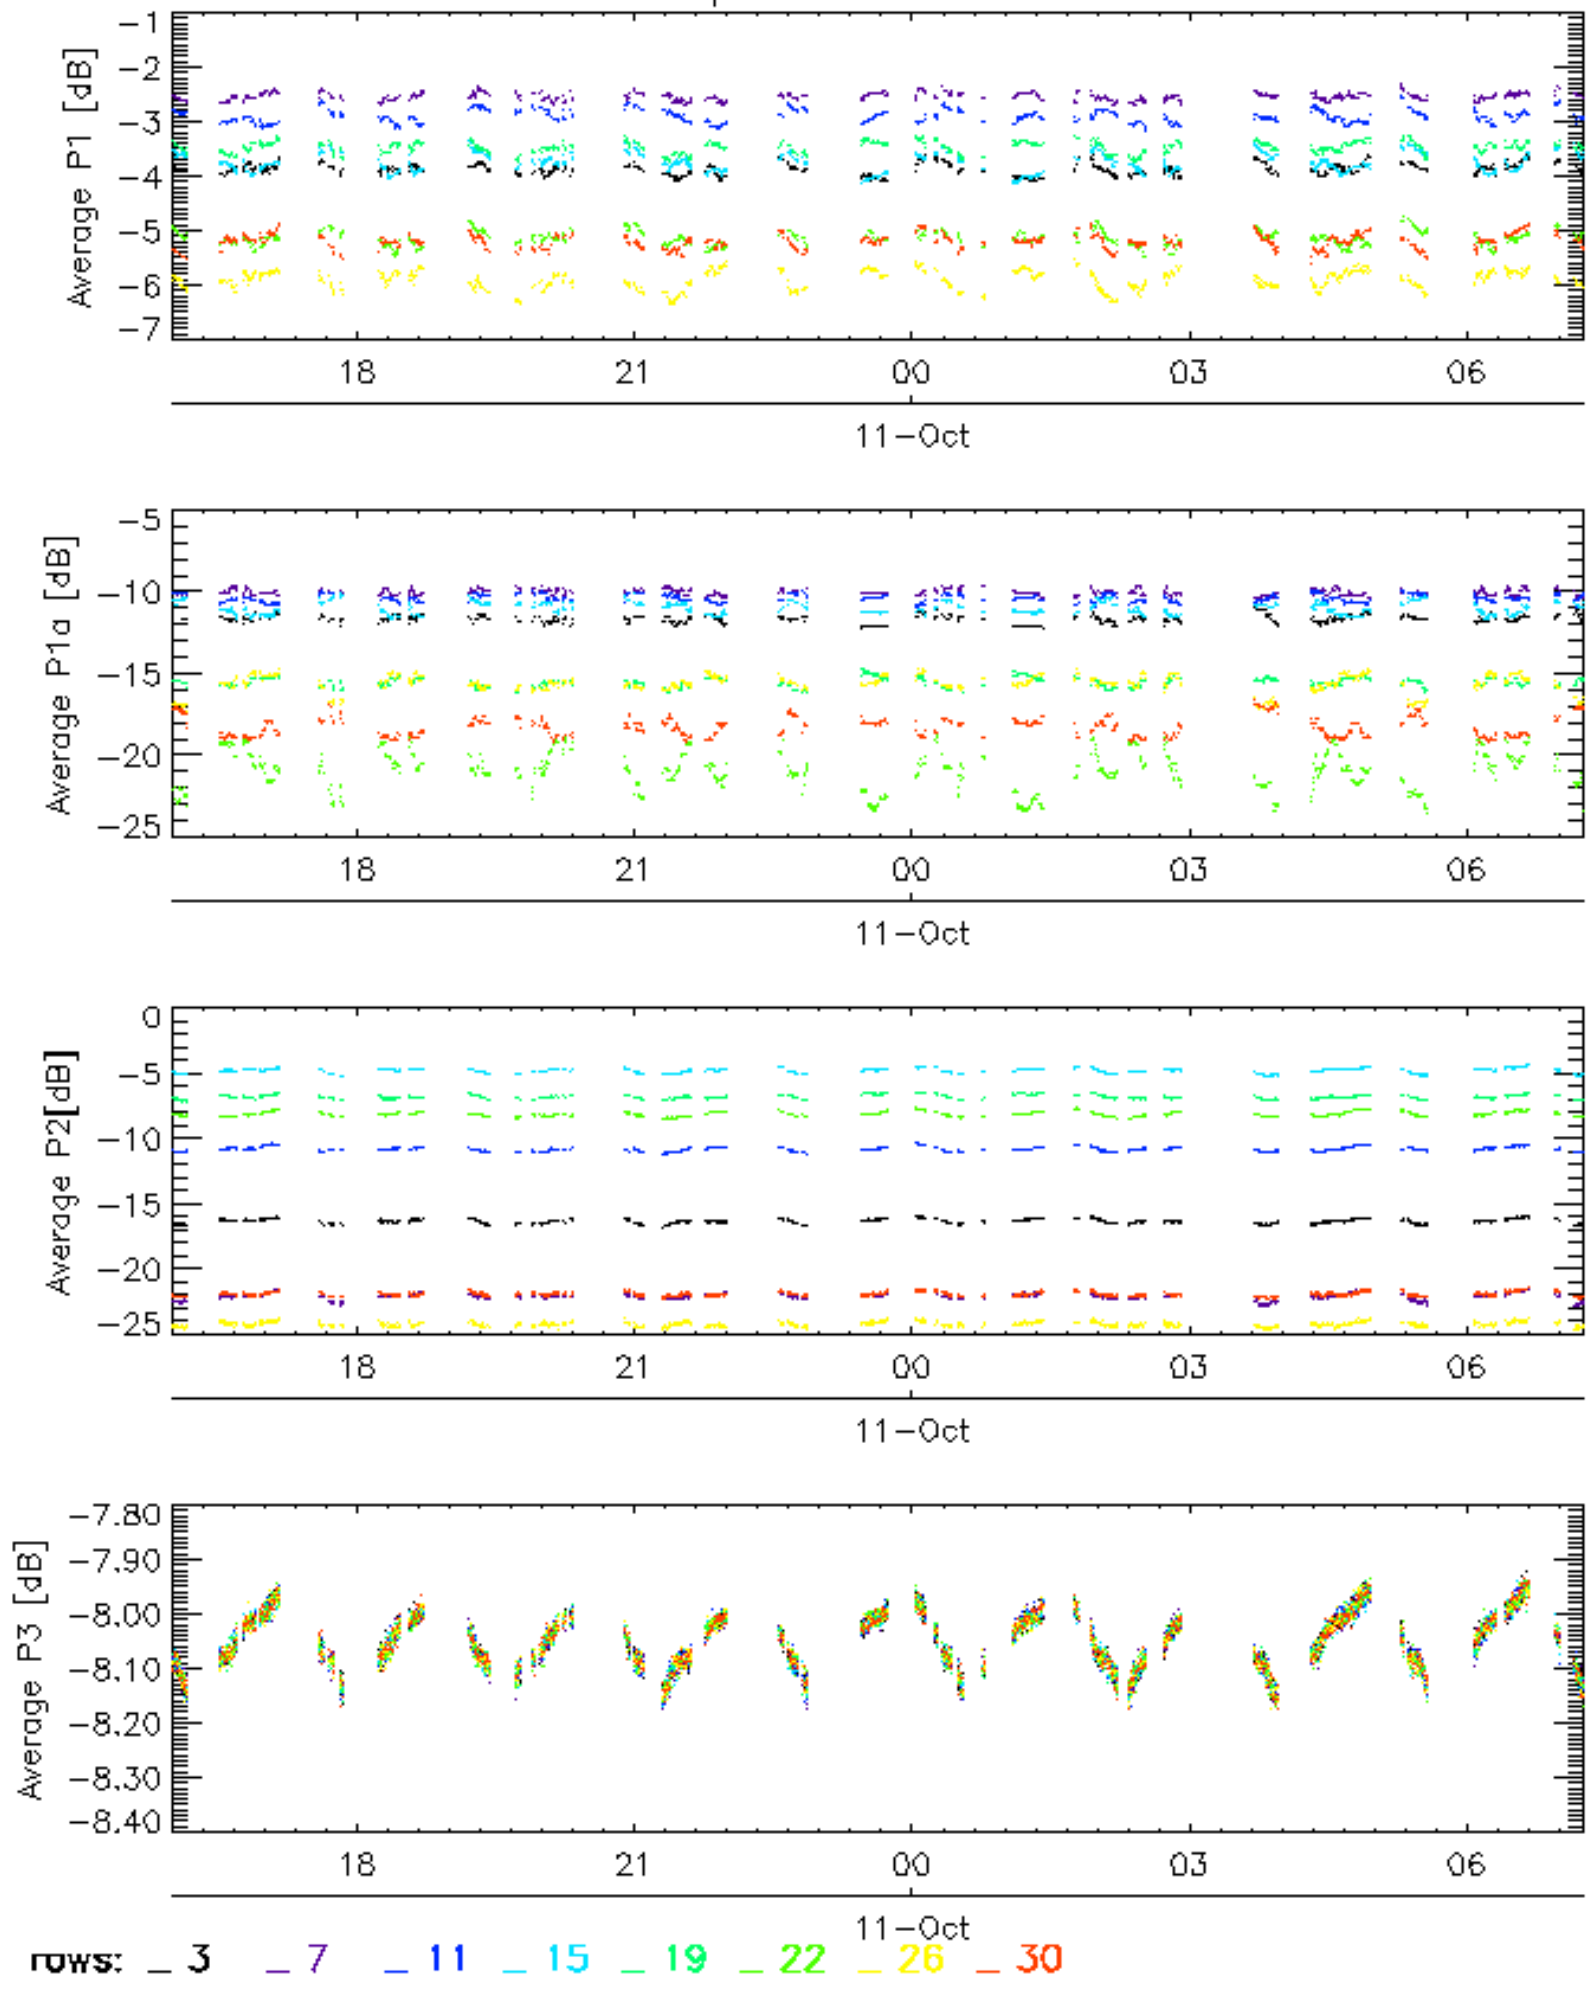 Average P1 [dB]
-1
-2
-3
-4
-5
-6
-7
18 21 00 03 06
11-Oct
Average P1a [dB]
-5
-10
-15
-20
-25
18 21 00 03 06
11-Oct
Average P2[dB]
0
-5
-10
-15
-20
-25
18 21 00 03 06
11-Oct
Average P3 [dB]
-7.80
-7.90
-8.00
-8.10
-8.20
-8.30
-8.40
18 21 00 03 06
11-Oct
rows: _ 3 _ 7 _ 11 _ 15 _ 19 _ 22 _ 26 _ 30